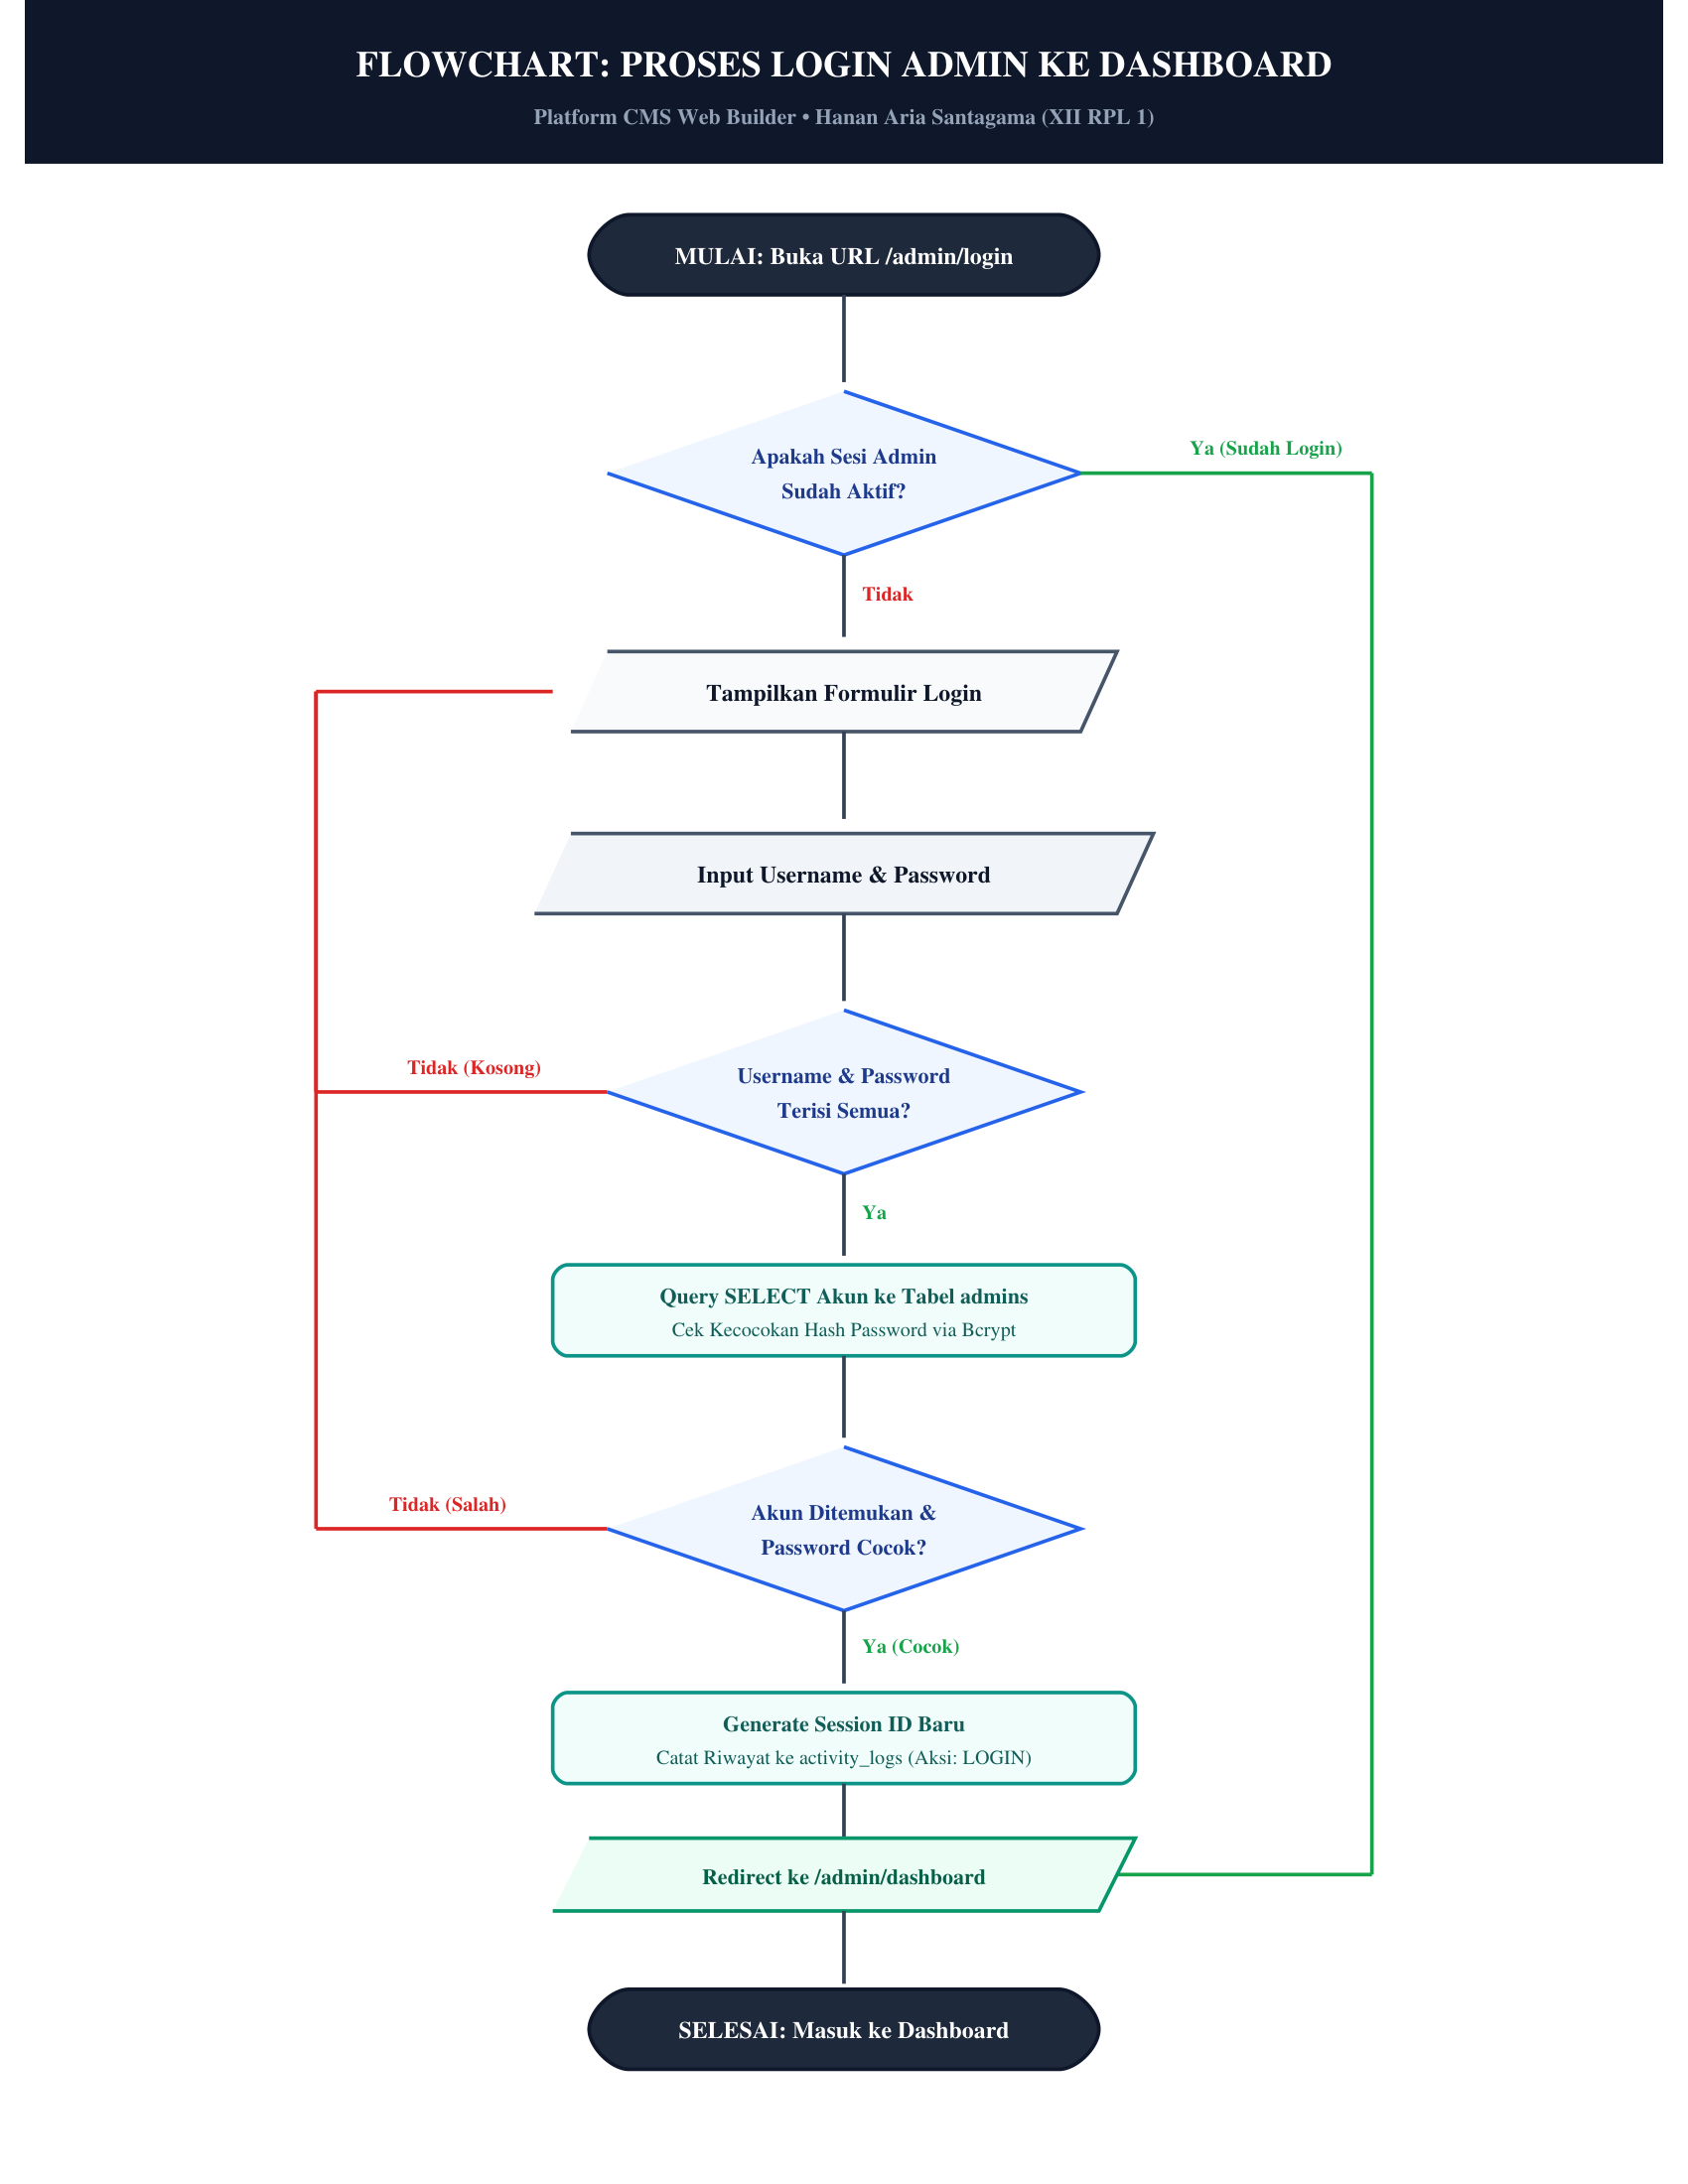 FLOWCHART: PROSES LOGIN ADMIN KE DASHBOARD
Platform CMS Web Builder • Hanan Aria Santagama (XII RPL 1)
MULAI: Buka URL /admin/login
Apakah Sesi Admin
Sudah Aktif?
Ya (Sudah Login)
Tidak
Tampilkan Formulir Login
Input Username & Password
Tidak (Kosong)
Username & Password
Terisi Semua?
Ya
Query SELECT Akun ke Tabel admins
Cek Kecocokan Hash Password via Bcrypt
Tidak (Salah)
Akun Ditemukan &
Password Cocok?
Ya (Cocok)
Generate Session ID Baru
Catat Riwayat ke activity_logs (Aksi: LOGIN)
Redirect ke /admin/dashboard
SELESAI: Masuk ke Dashboard